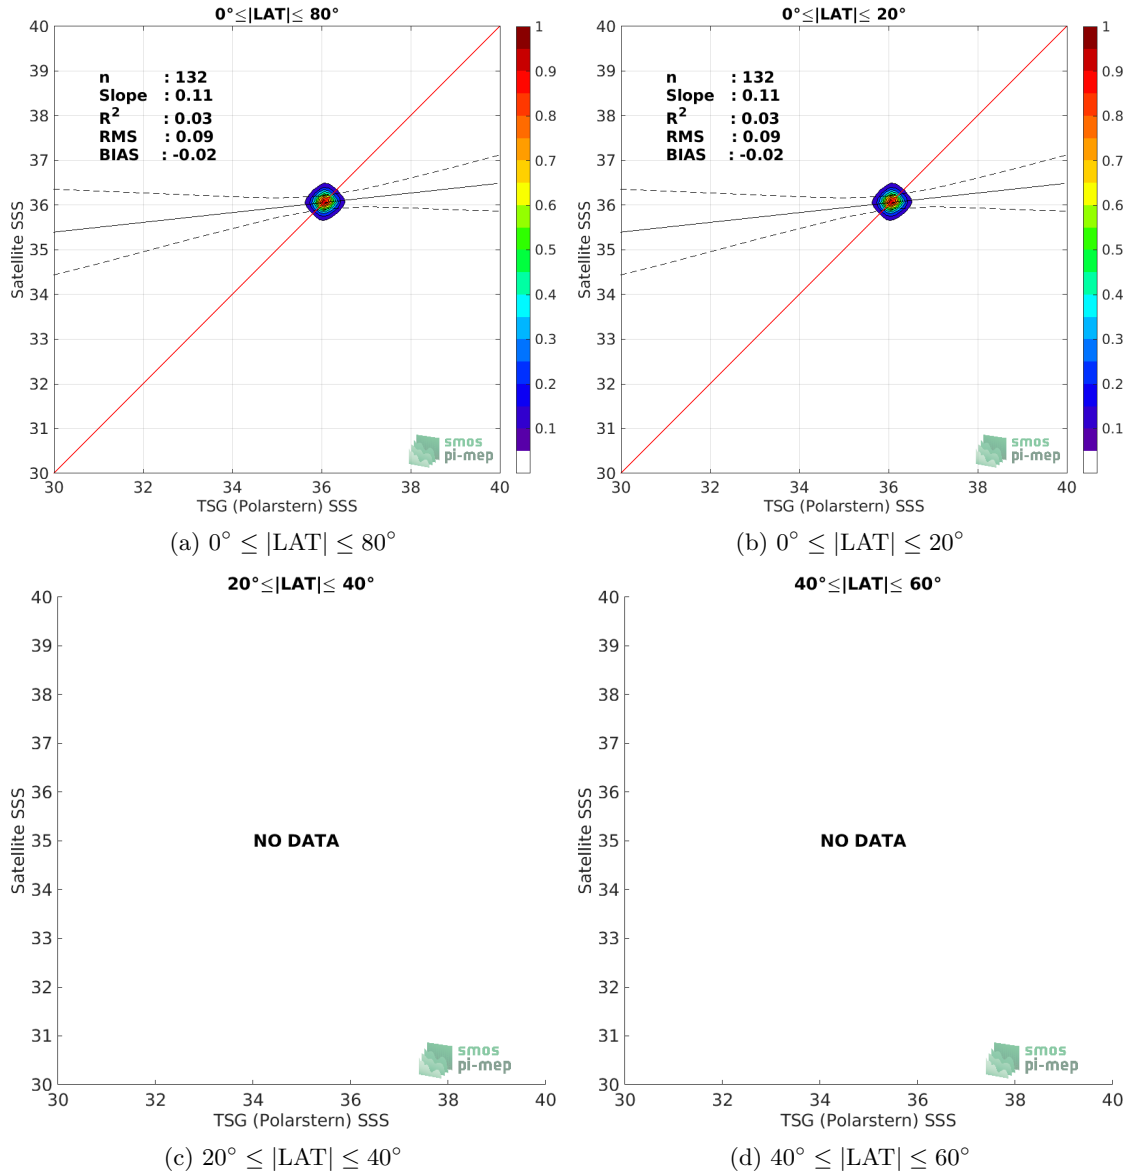 0°≤|LAT|≤ 80°
40
39
38
37
36
35
34
33
32
31
30
30
32
34
36
38
40
Satellite SSS
TSG (Polarstern) SSS
n : 132
Slope : 0.11
R² : 0.03
RMS : 0.09
BIAS : -0.02
1
0.9
0.8
0.7
0.6
0.5
0.4
0.3
0.2
0.1
smos
pi-mep
(a) 0° ≤ |LAT| ≤ 80°
0°≤|LAT|≤ 20°
40
39
38
37
36
35
34
33
32
31
30
30
32
34
36
38
40
Satellite SSS
TSG (Polarstern) SSS
n : 132
Slope : 0.11
R² : 0.03
RMS : 0.09
BIAS : -0.02
1
0.9
0.8
0.7
0.6
0.5
0.4
0.3
0.2
0.1
smos
pi-mep
(b) 0° ≤ |LAT| ≤ 20°
20°≤|LAT|≤ 40°
40
39
38
37
36
35
34
33
32
31
30
30
32
34
36
38
40
Satellite SSS
TSG (Polarstern) SSS
NO DATA
smos
pi-mep
(c) 20° ≤ |LAT| ≤ 40°
40°≤|LAT|≤ 60°
40
39
38
37
36
35
34
33
32
31
30
30
32
34
36
38
40
Satellite SSS
TSG (Polarstern) SSS
NO DATA
smos
pi-mep
(d) 40° ≤ |LAT| ≤ 60°